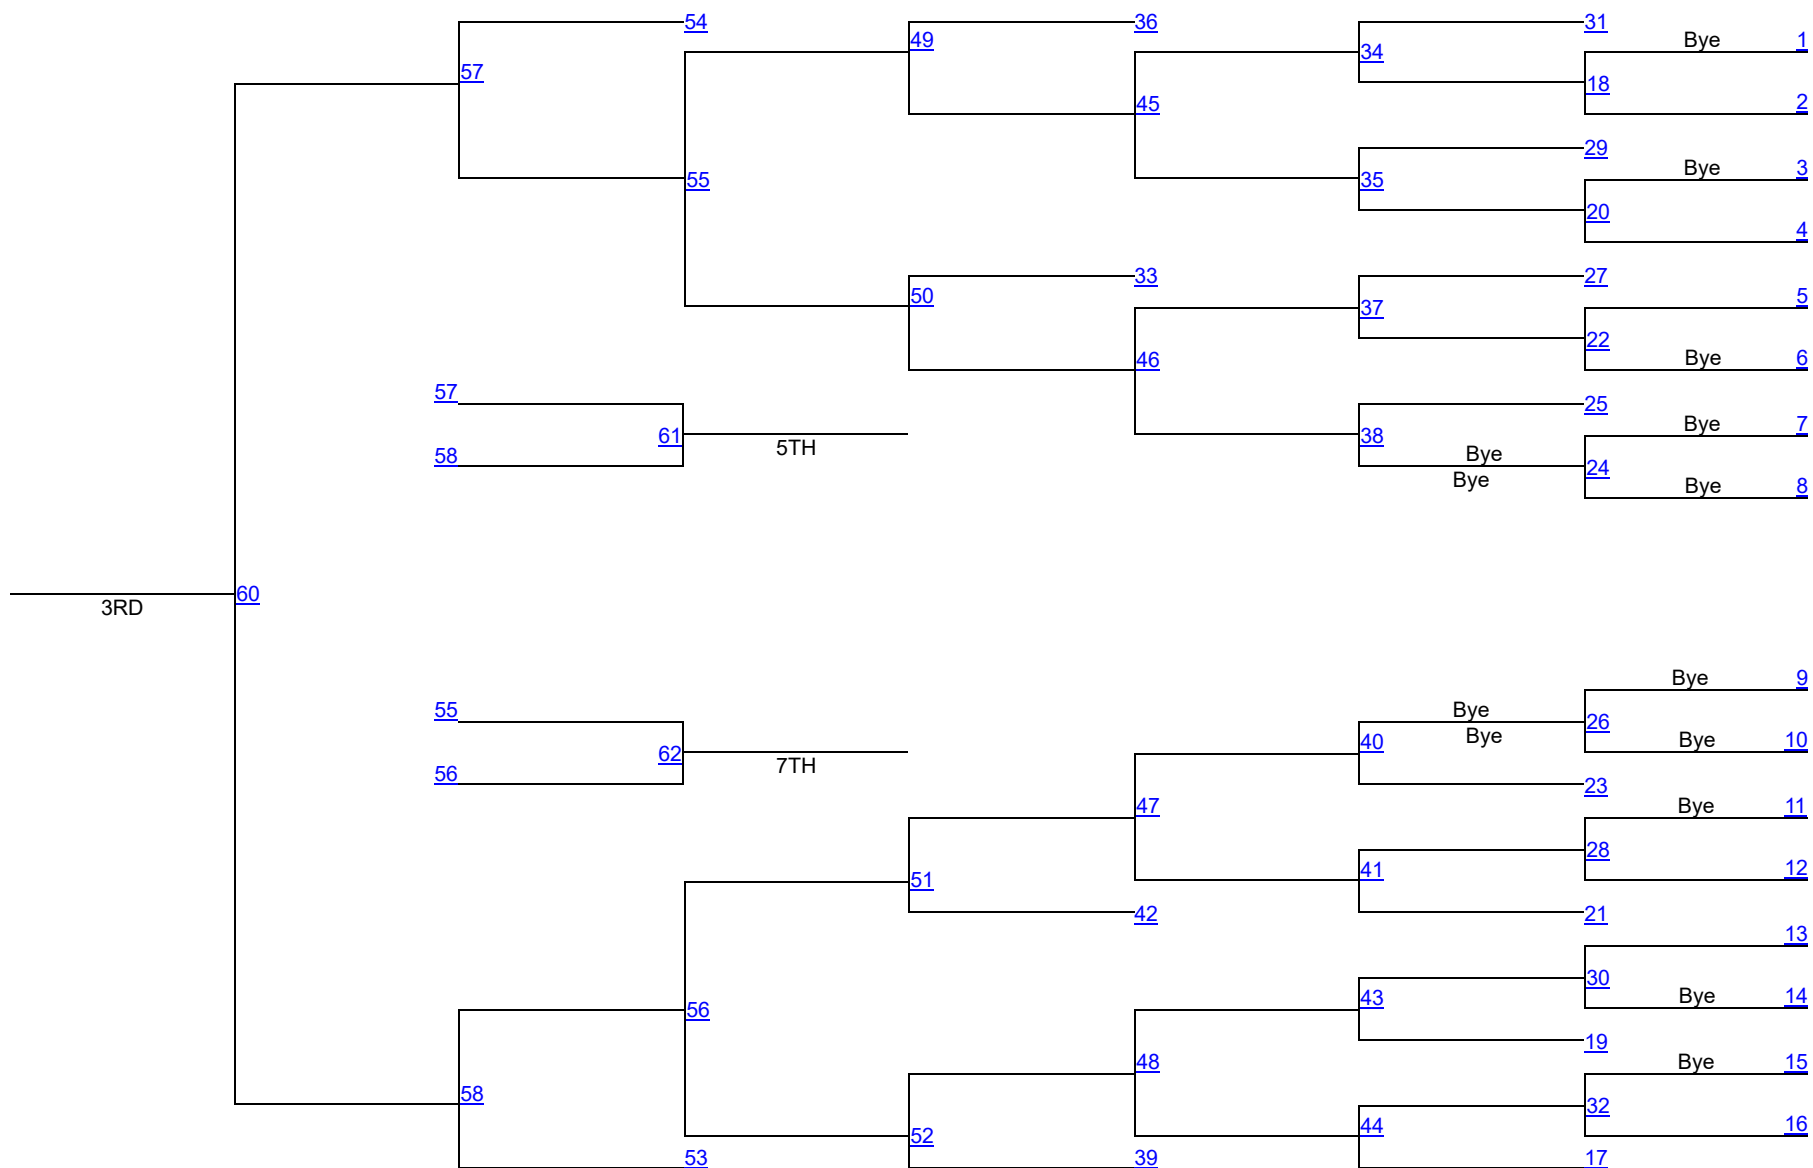 54 36 31
49 Bye 1
57 34
18
45 2
29
55 35 Bye 3
20
4
33 27
50 37 5
22
46 Bye 6
57 25
61 5TH 38 Bye 7
58 Bye
24
Bye Bye 8
60
3RD
Bye 9
55 Bye 26
62 7TH 40 Bye Bye 10
56 23
47 Bye 11
28
51 41 12
42 21
13
56 43 30
Bye 14
19
48 Bye 15
58
32
52 44 16
53 39 17